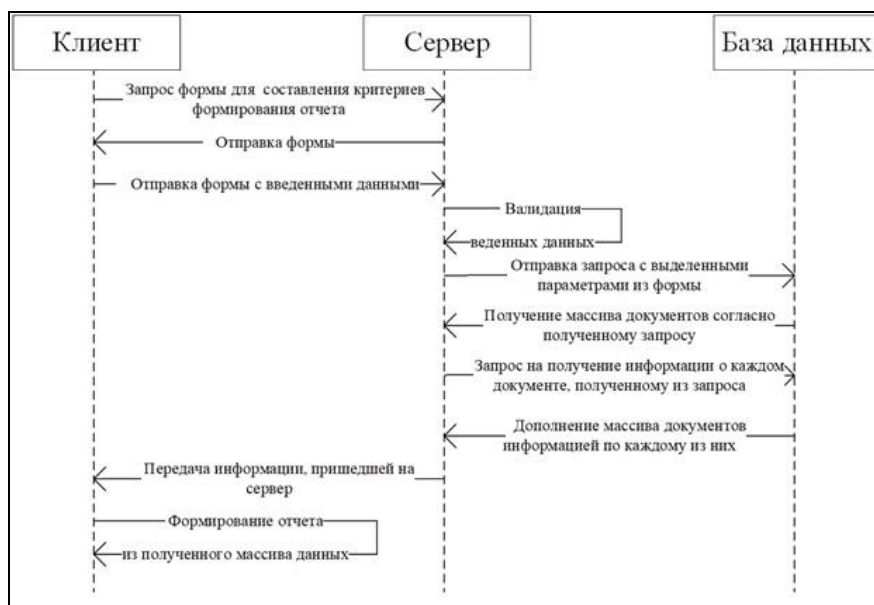 Клиент
Сервер
База данных
Запрос формы для составления критериев
формирования отчета
Отправка формы
Отправка формы с введенными данными
Валидация
веденных данных
Отправка запроса с выделенными
параметрами из формы
Получение массива документов согласно
полученному запросу
Запрос на получение информации о каждом
документе, полученному из запроса
Дополнение массива документов
информацией по каждому из них
Передача информации, пришедшей на
сервер
Формирование отчета
из полученного массива данных